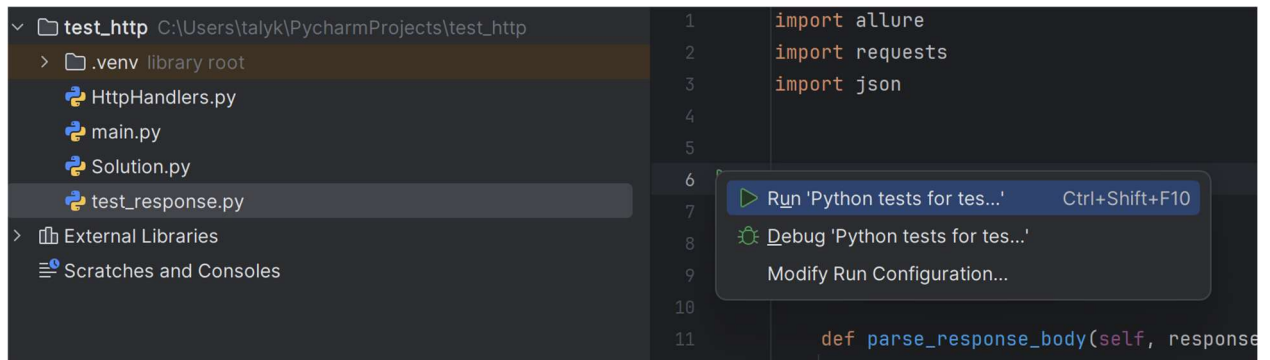 test_http C:\Users\talyk\PycharmProjects\test_http
.venv library root
HttpHandlers.py
main.py
Solution.py
test_response.py
External Libraries
Scratches and Consoles
1 import allure
2 import requests
3 import json
4
5
6
7
8
9
10
11 def parse_response_body(self, response
Run 'Python tests for tes...' Ctrl+Shift+F10
Debug 'Python tests for tes...'
Modify Run Configuration...